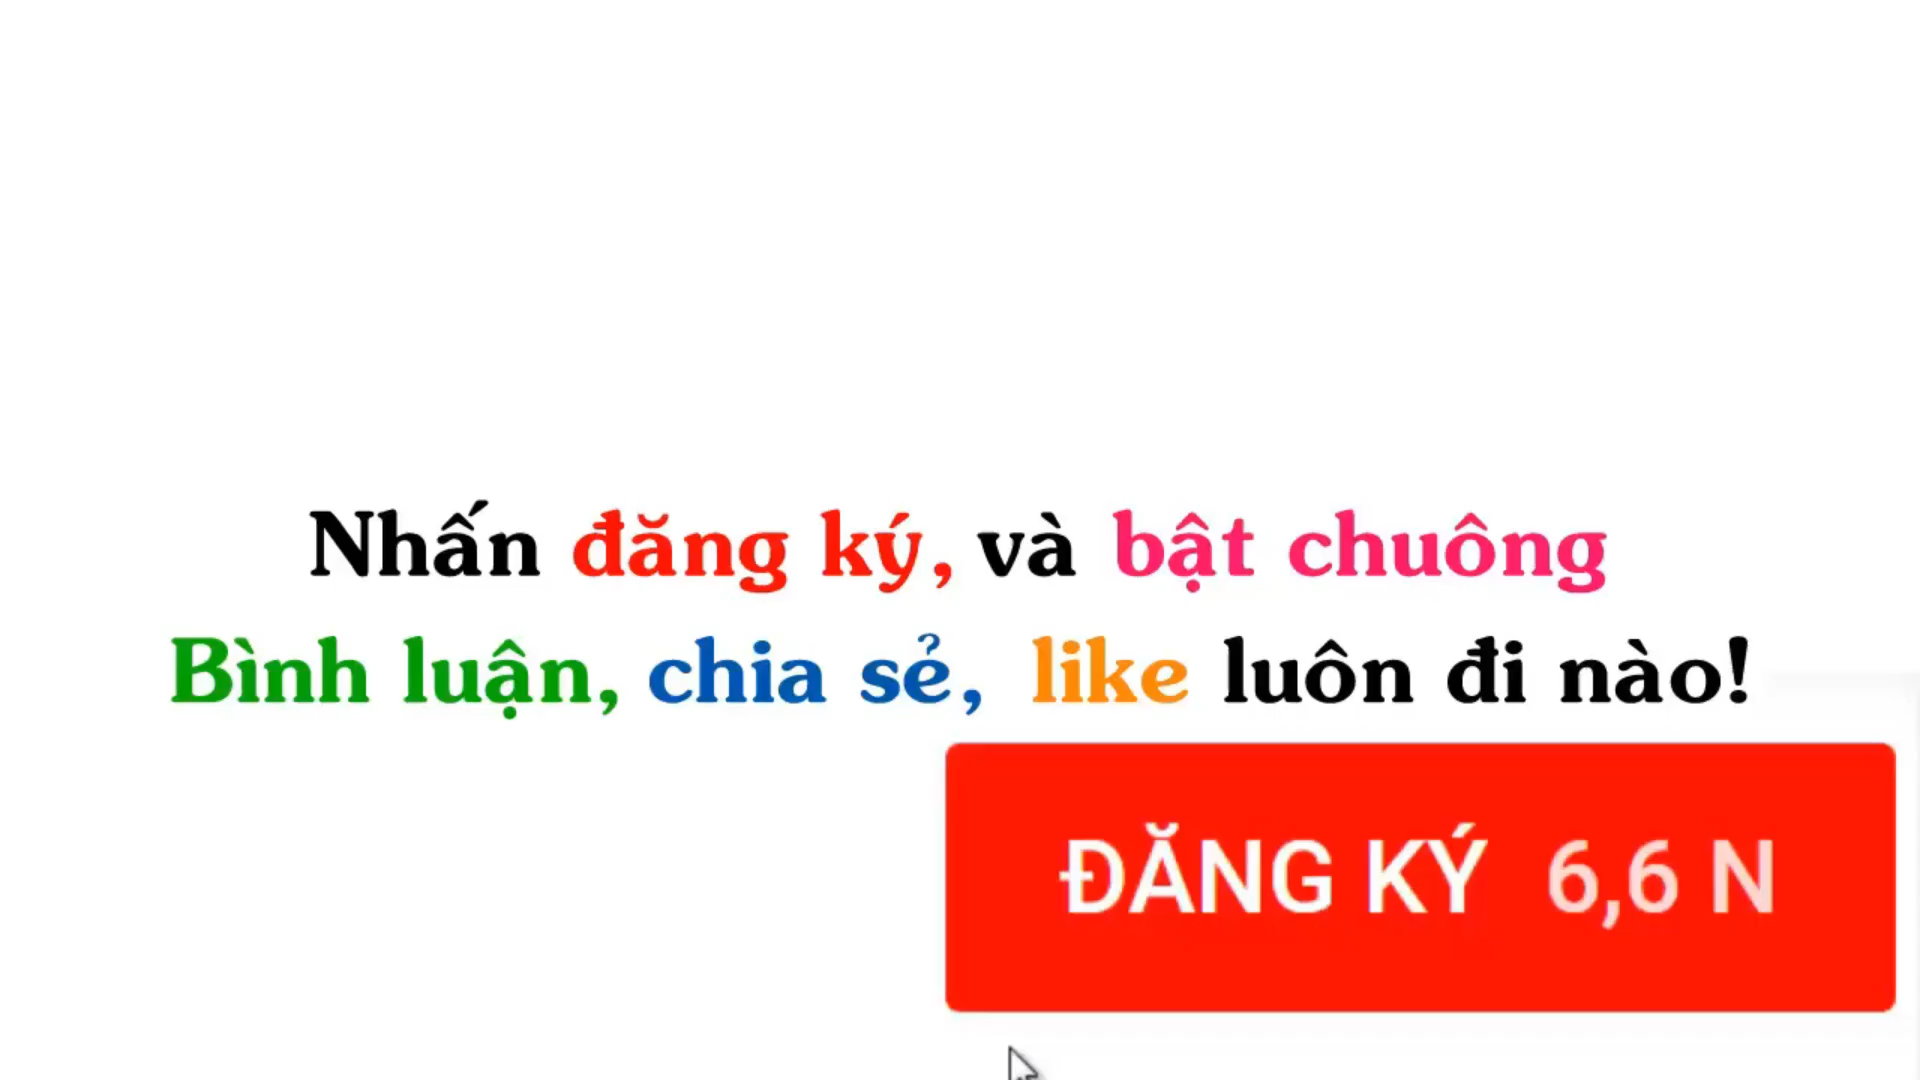 Nhấn đăng ký, và bật chuông
Bình luận, chia sẻ, like luôn đi nào!
ĐĂNG KÝ 6,6 N